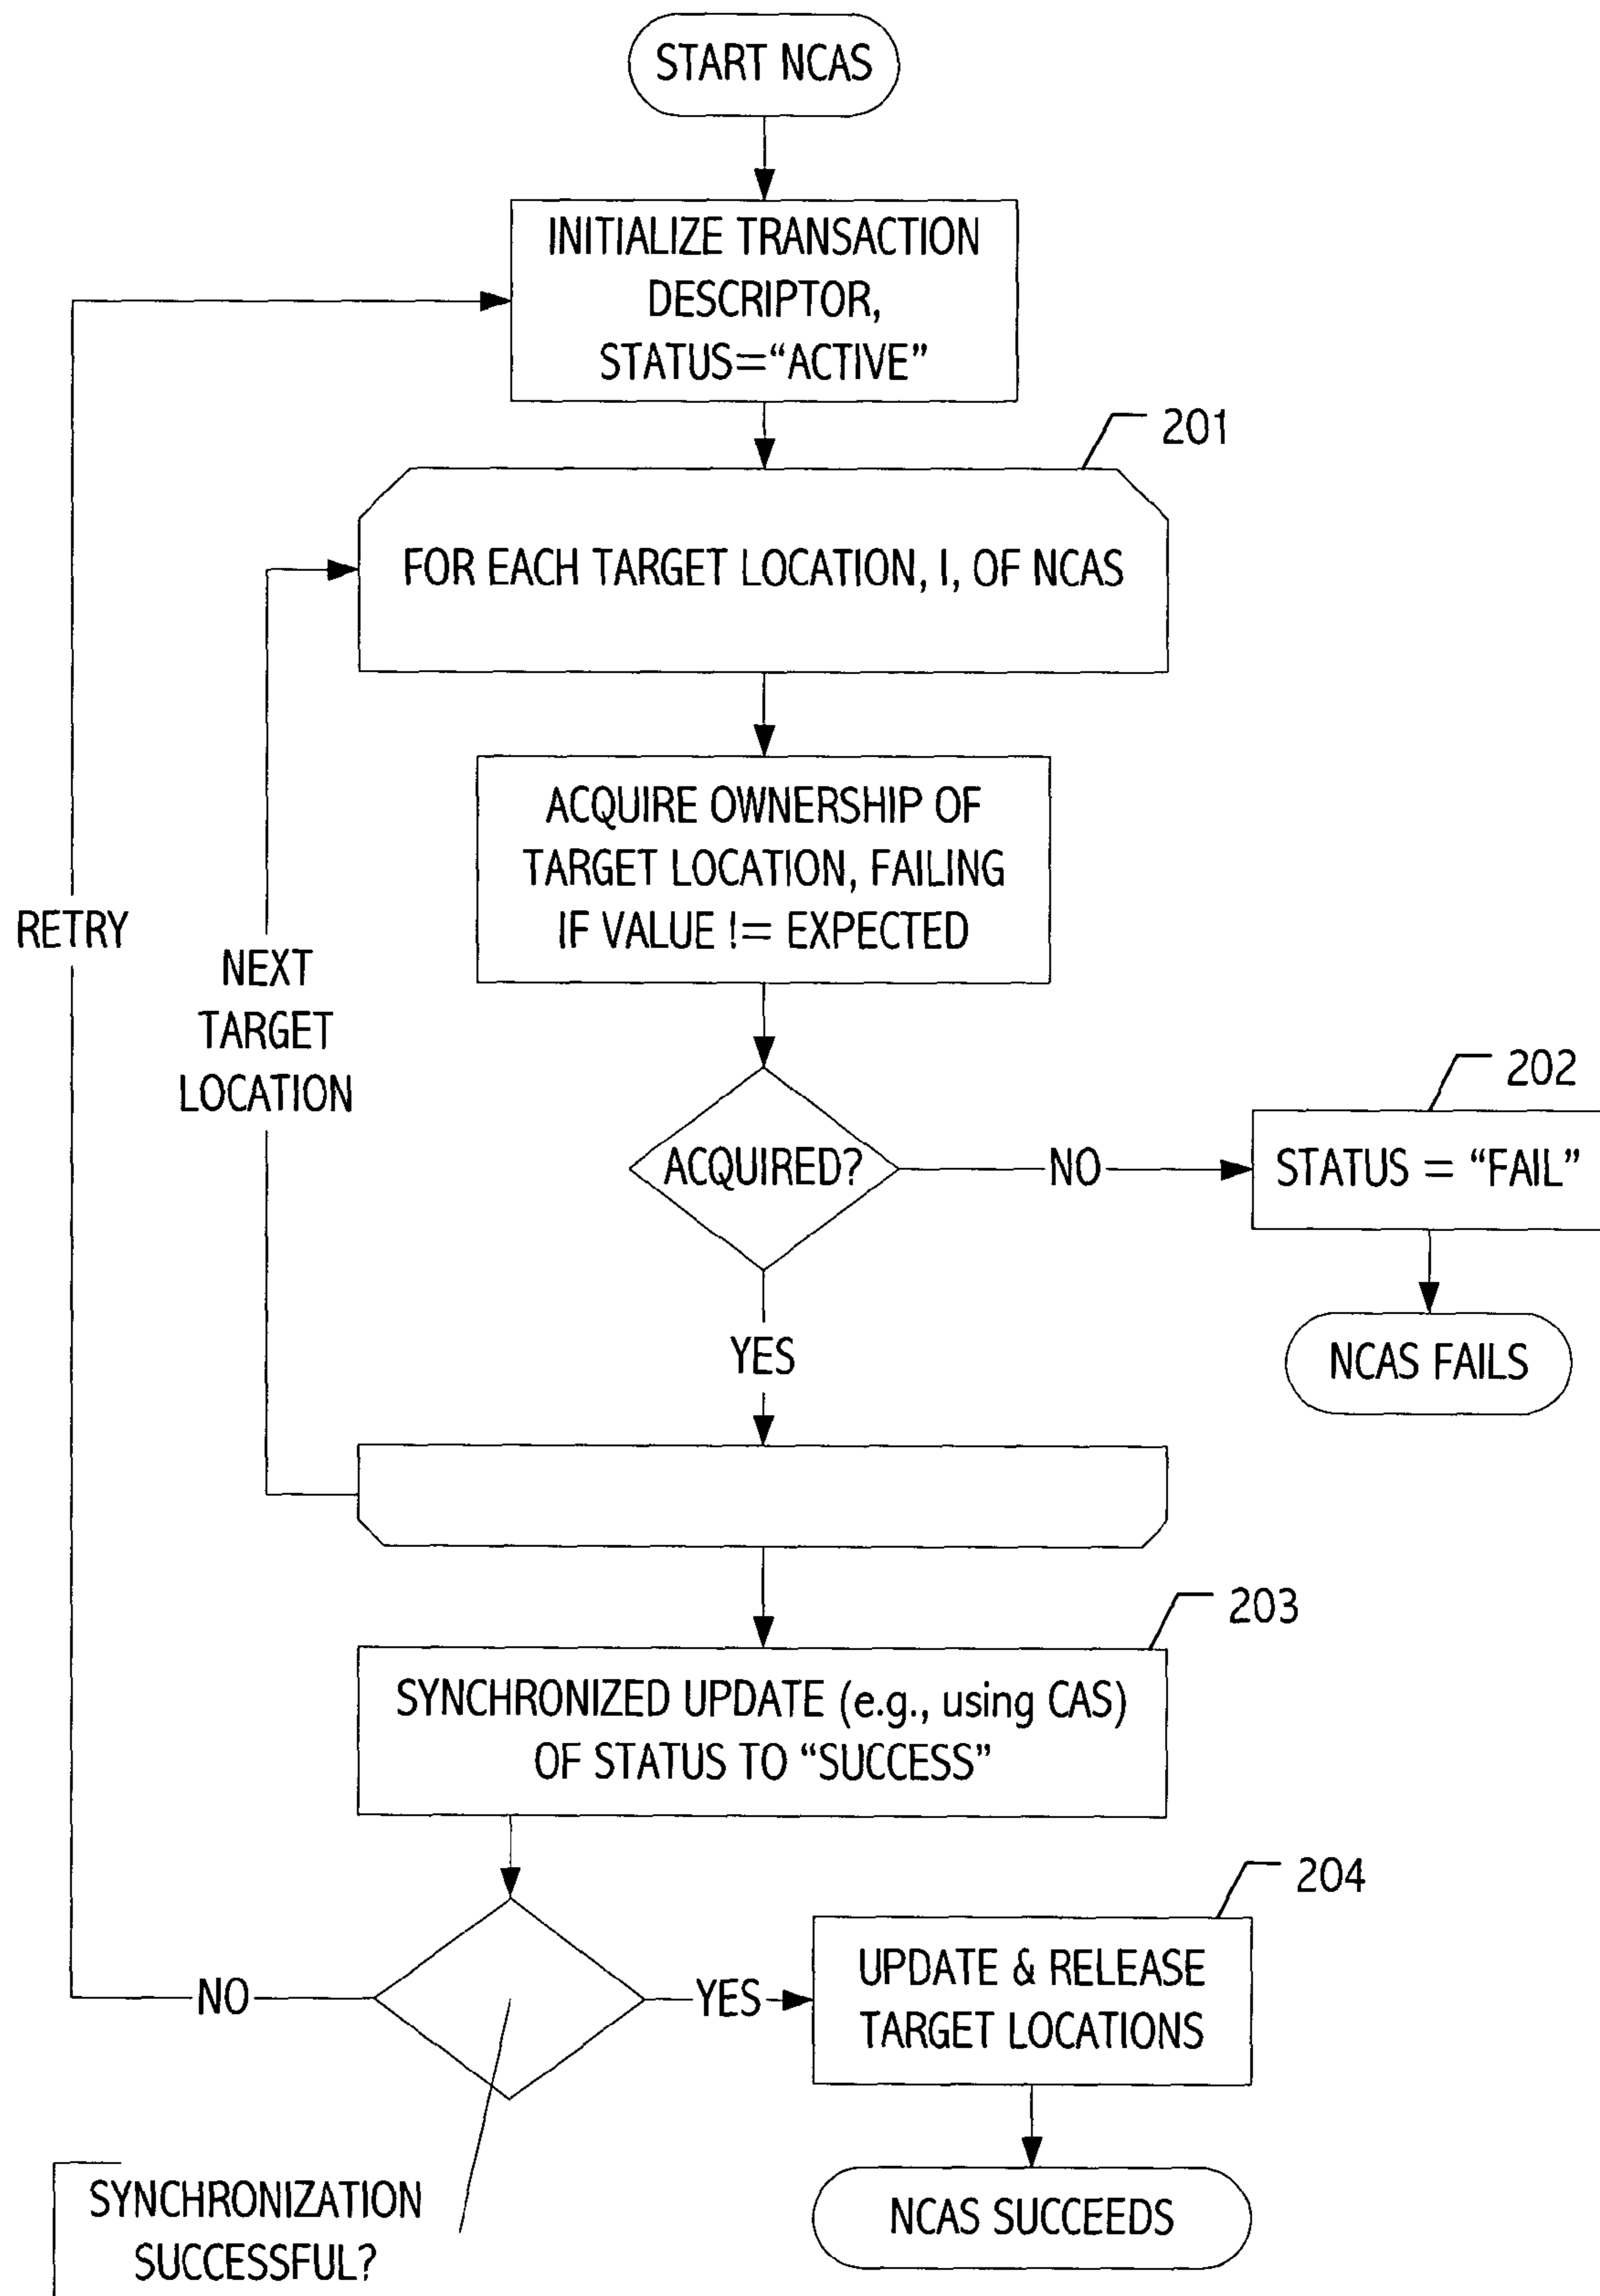 START NCAS
INITIALIZE TRANSACTION
DESCRIPTOR,
STATUS=“ACTIVE”
201
FOR EACH TARGET LOCATION, I, OF NCAS
ACQUIRE OWNERSHIP OF
TARGET LOCATION, FAILING
IF VALUE != EXPECTED
RETRY
NEXT
TARGET
LOCATION
ACQUIRED?
NO
202
STATUS = “FAIL”
NCAS FAILS
YES
203
SYNCHRONIZED UPDATE (e.g., using CAS)
OF STATUS TO “SUCCESS”
NO
YES
204
UPDATE & RELEASE
TARGET LOCATIONS
SYNCHRONIZATION
SUCCESSFUL?
NCAS SUCCEEDS